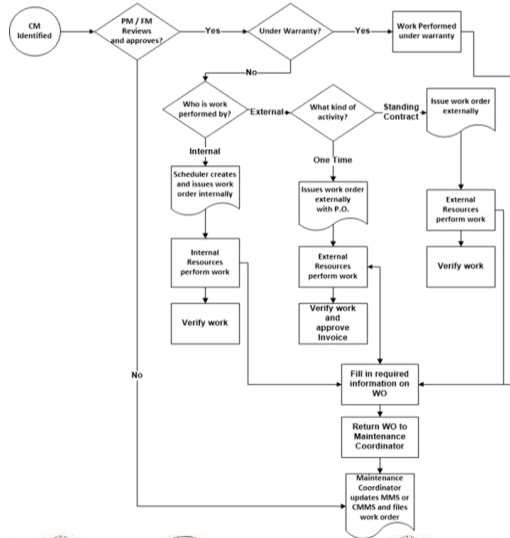 CM
Identified
PM / FM
Reviews
and approves?
Yes
Under Warranty?
Yes
Work Performed
under warranty
No
Who is work
performed by?
External
What kind of
activity?
Standing
Contract
Issue work order
externally
Internal
One Time
Scheduler creates
and issues work
order internally
Issues work order
externally
with P.O.
External
Resources
perform work
Internal
Resources
perform work
External
Resources
perform work
Verify work
Verify work
Verify work
and
approve
Invoice
No
Fill in required
information on
WO
Return WO to
Maintenance
Coordinator
Maintenance
Coordinator
updates MMS or
CMMS and files
work order